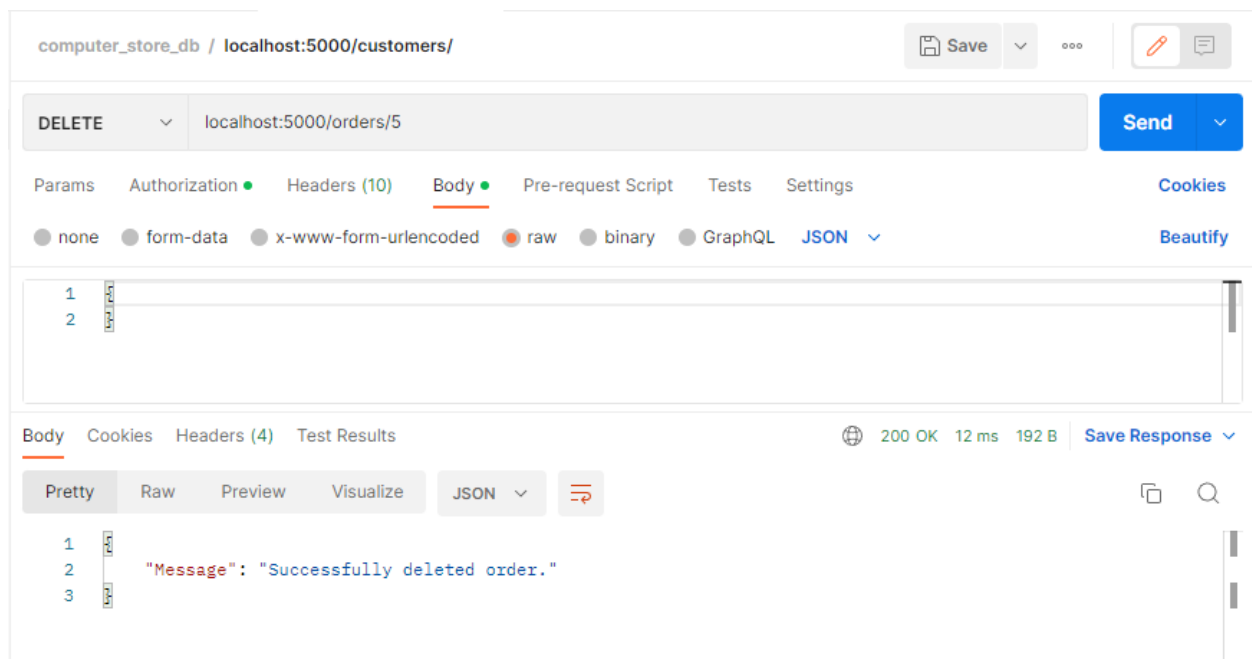 computer_store_db / localhost:5000/customers/ Save
DELETE localhost:5000/orders/5 Send
Params Authorization Headers (10) Body Pre-request Script Tests Settings Cookies
none form-data x-www-form-urlencoded raw binary GraphQL JSON Beautify
1 {
2 }
Body Cookies Headers (4) Test Results 200 OK 12 ms 192 B Save Response
Pretty Raw Preview Visualize JSON
1 {
2 "Message": "Successfully deleted order."
3 }